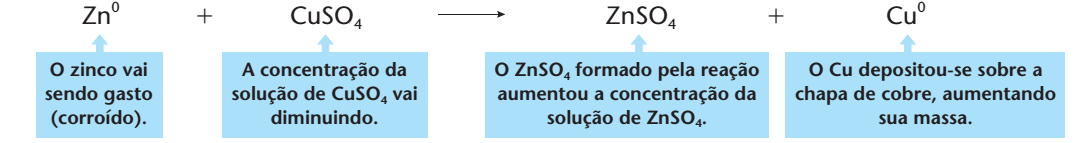 Zn⁰ + CuSO₄ ⟶ ZnSO₄ + Cu⁰
O zinco vai
sendo gasto
(corroído).
A concentração da
solução de CuSO₄ vai
diminuindo.
O ZnSO₄ formado pela reação
aumentou a concentração da
solução de ZnSO₄.
O Cu depositou-se sobre a
chapa de cobre, aumentando
sua massa.